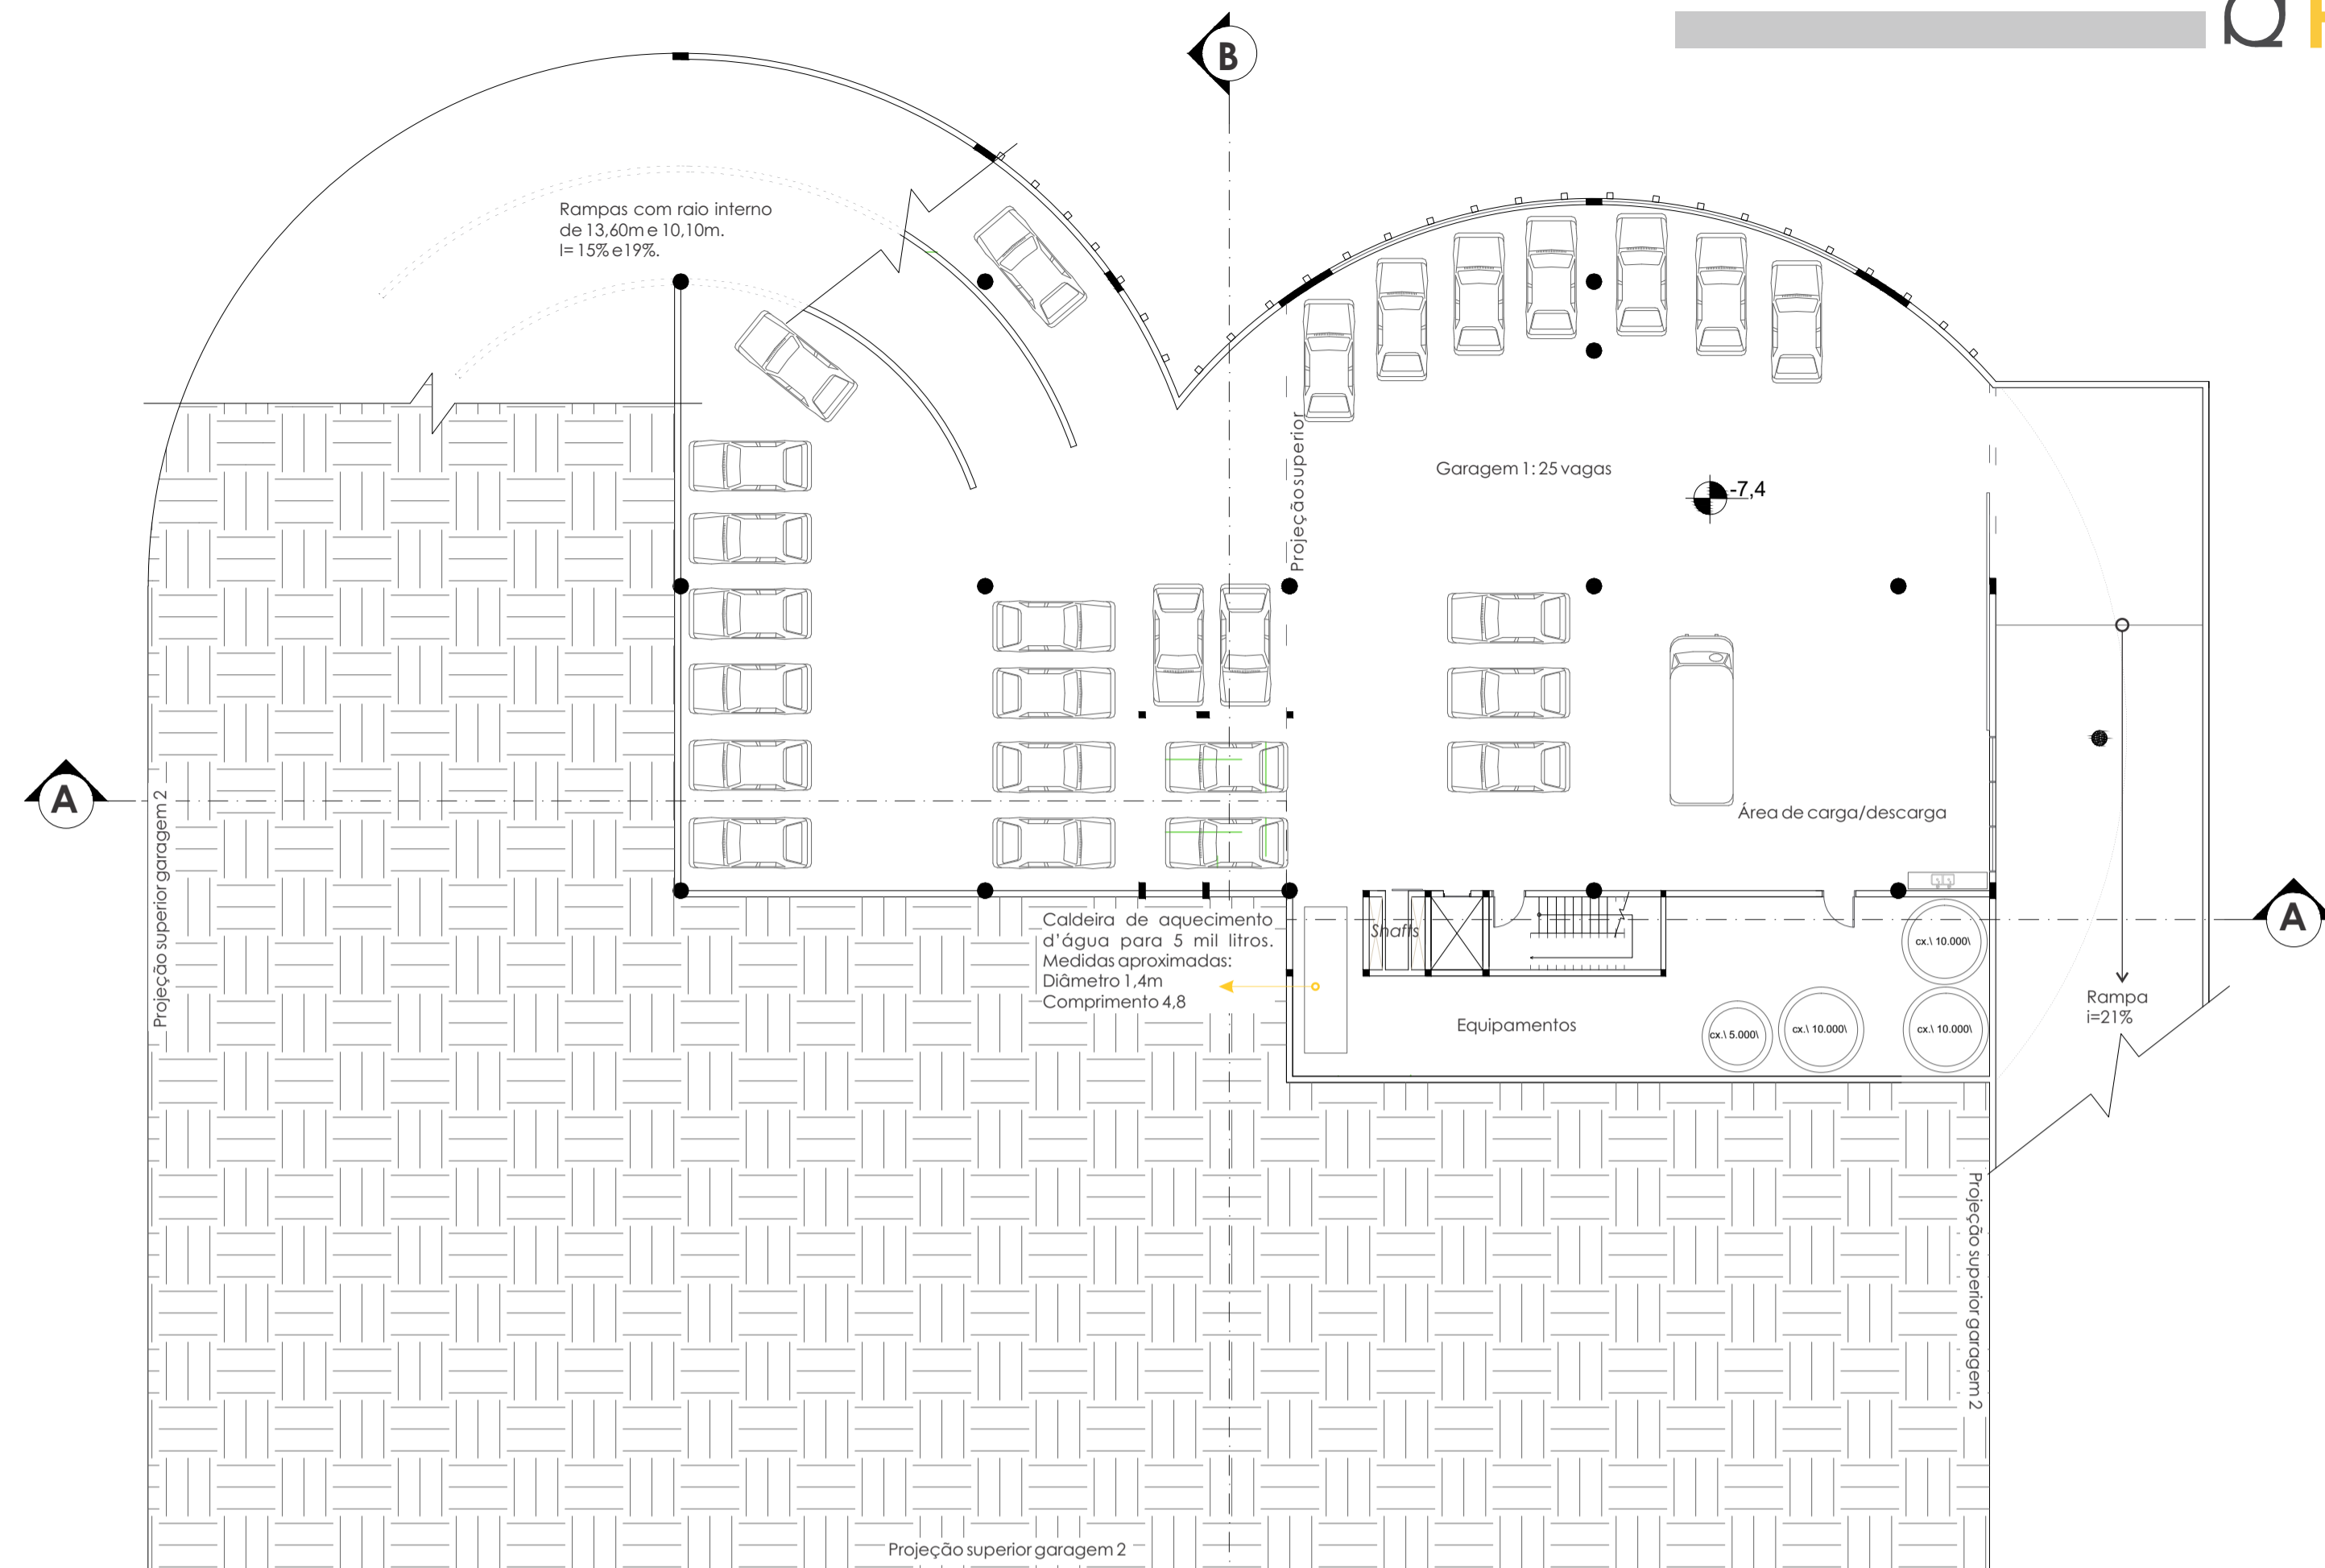 B
Rampas com raio interno
de 13,60m e 10,10m.
I= 15% e 19%.
Projeção superior
Garagem 1: 25 vagas
-7,4
A
Projeção superior garagem 2
Área de carga/descarga
A
Caldeira de aquecimento
d'água para 5 mil litros.
Medidas aproximadas:
Diâmetro 1,4m
Comprimento 4,8
Shafts
cx.\ 10.000\
Equipamentos
cx.\ 5.000\
cx.\ 10.000\
cx.\ 10.000\
Rampa
i=21%
Projeção superior garagem 2
Projeção superior garagem 2